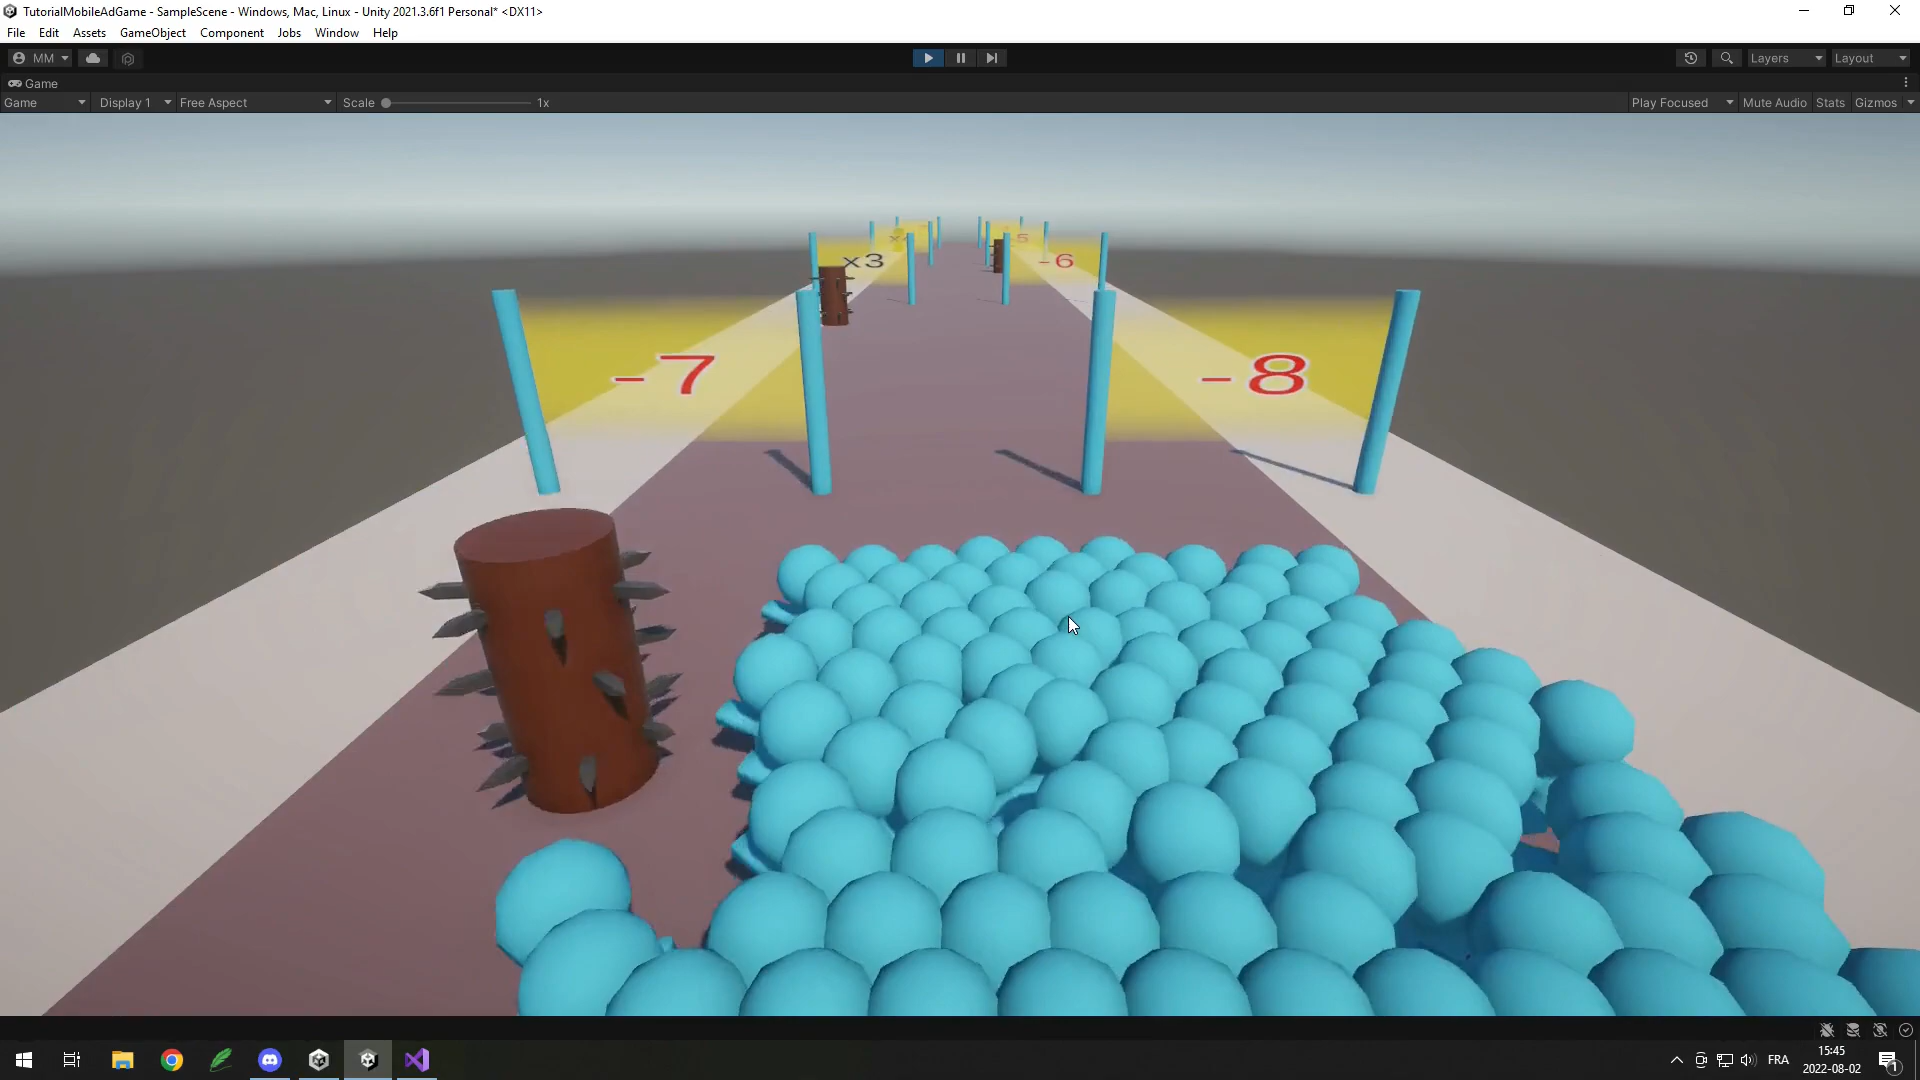 TutorialMobileAdGame - SampleScene - Windows, Mac, Linux - Unity 2021.3.6f1 Personal* <DX11>
File Edit Assets GameObject Component Jobs Window Help
MM Layers Layout
Game
Game Display 1 Free Aspect Scale 1x Play Focused Mute Audio Stats Gizmos
x3 -6
-7 -8
FRA
15:45
2022-08-02
1